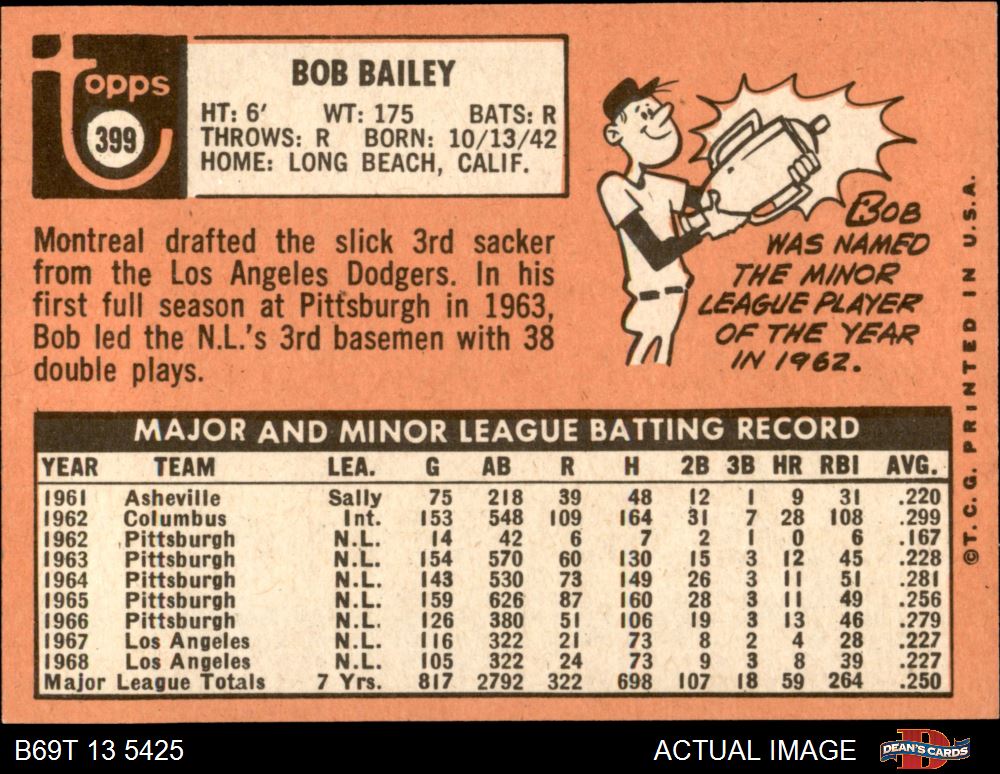 topps
399
BOB BAILEY
HT: 6' WT: 175 BATS: R
THROWS: R BORN: 10/13/42
HOME: LONG BEACH, CALIF.
Montreal drafted the slick 3rd sacker
from the Los Angeles Dodgers. In his
first full season at Pittsburgh in 1963,
Bob led the N.L.'s 3rd basemen with 38
double plays.
BOB
WAS NAMED
THE MINOR
LEAGUE PLAYER
OF THE YEAR
IN 1962.
MAJOR AND MINOR LEAGUE BATTING RECORD
YEAR TEAM LEA. G AB R H 2B 3B HR RBI AVG.
1961 Asheville Sally 75 218 39 48 12 1 9 31 .220
1962 Columbus Int. 153 548 109 164 31 7 28 108 .299
1962 Pittsburgh N.L. 14 42 6 7 2 1 0 6 .167
1963 Pittsburgh N.L. 154 570 60 130 15 3 12 45 .228
1964 Pittsburgh N.L. 143 530 73 149 26 3 11 51 .281
1965 Pittsburgh N.L. 159 626 87 160 28 3 11 49 .256
1966 Pittsburgh N.L. 126 380 51 106 19 3 13 46 .279
1967 Los Angeles N.L. 116 322 21 73 8 2 4 28 .227
1968 Los Angeles N.L. 105 322 24 73 9 3 8 39 .227
Major League Totals 7 Yrs. 817 2792 322 698 107 18 59 264 .250
© T. C. G. PRINTED IN U.S.A.
B69T 13 5425
ACTUAL IMAGE
DEAN'S CARDS